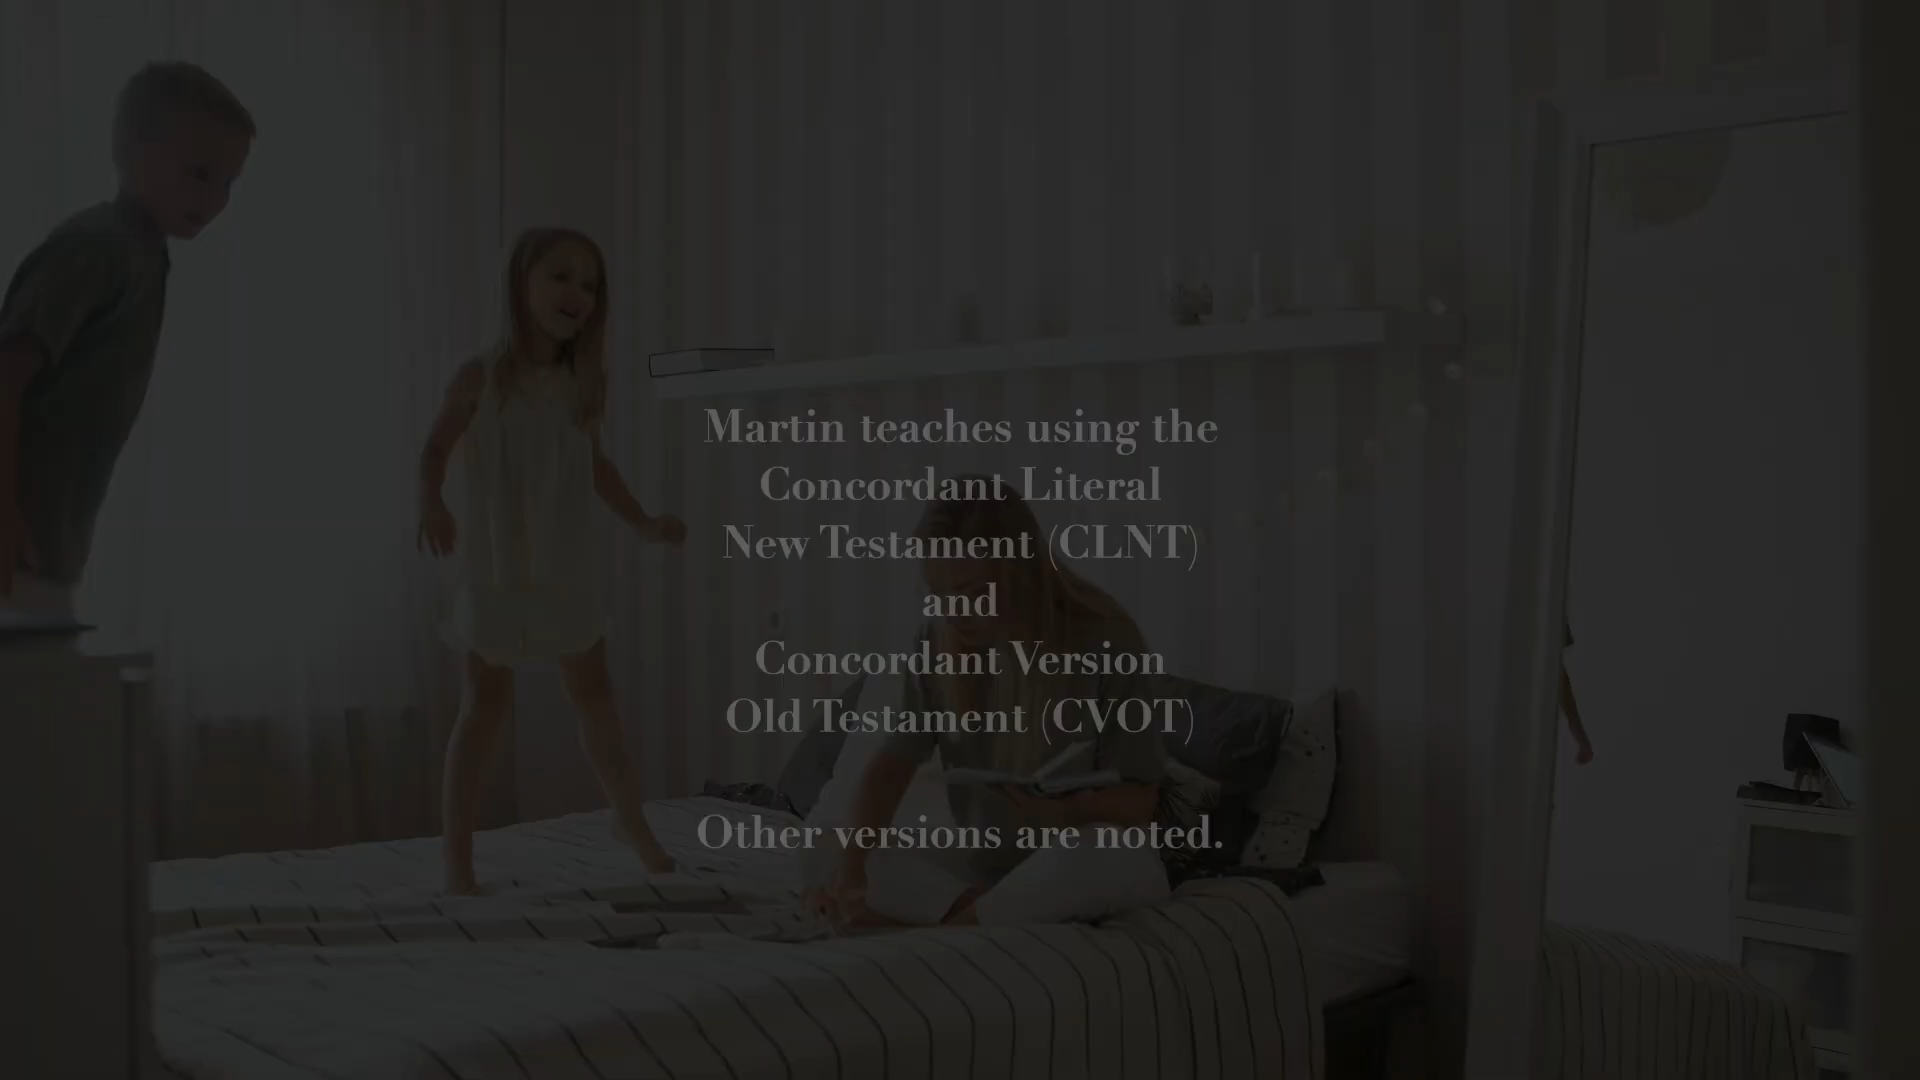 Martin teaches using the
Concordant Literal
New Testament (CLNT)
and
Concordant Version
Old Testament (CVOT)
Other versions are noted.